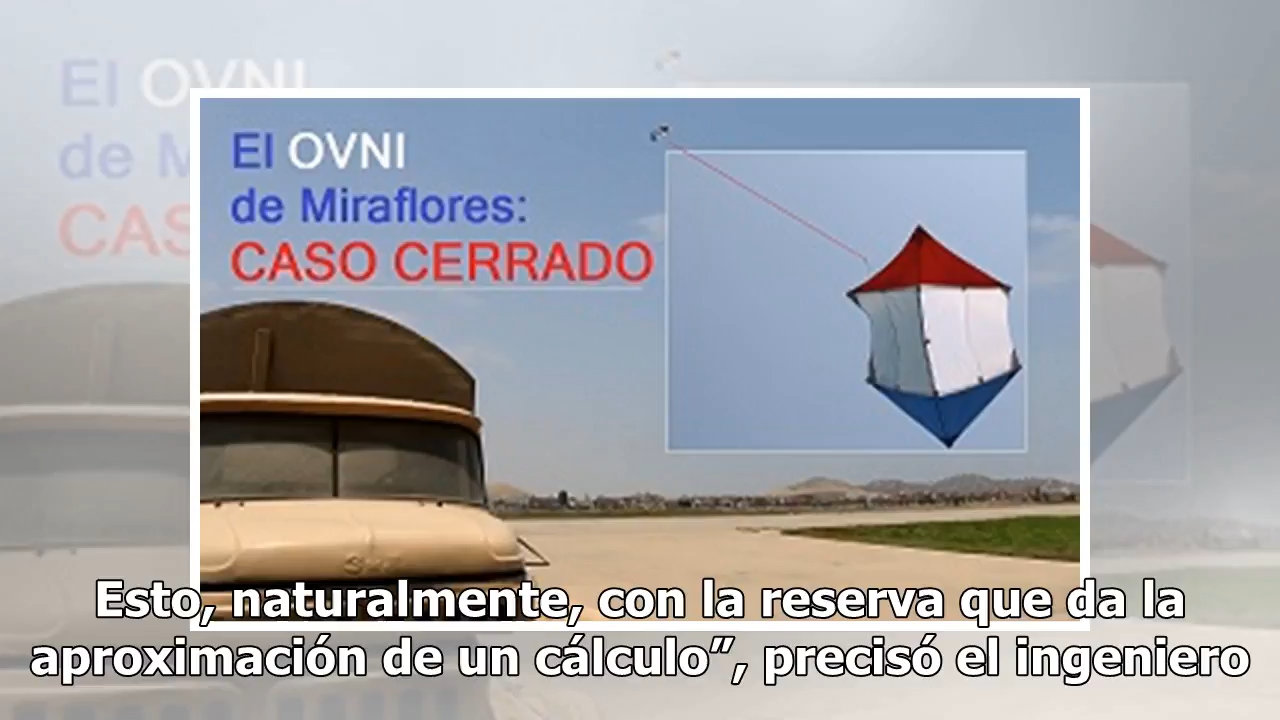 El OVNI
de Miraflores:
CASO CERRADO
Esto, naturalmente, con la reserva que da la
aproximación de un cálculo”, precisó el ingeniero